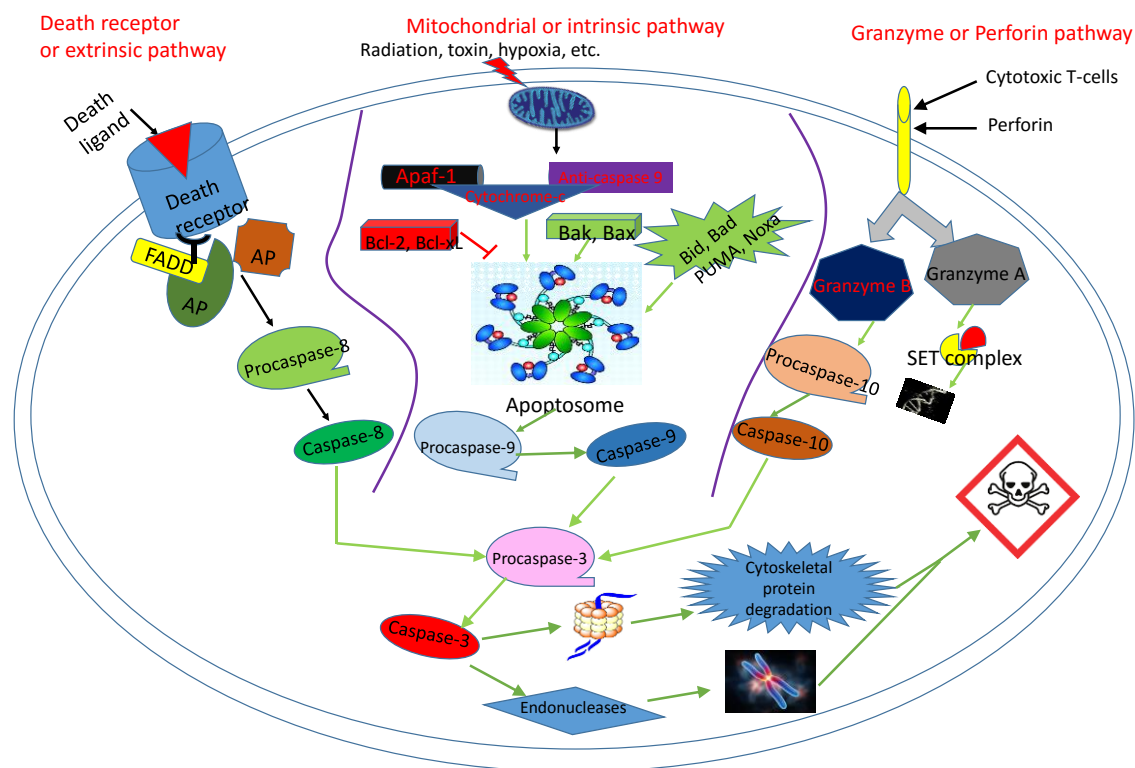 Death receptor
or extrinsic pathway
Mitochondrial or intrinsic pathway
Radiation, toxin, hypoxia, etc.
Granzyme or Perforin pathway
Cytotoxic T-cells
Perforin
Death
ligand
Death
receptor
FADD
AP
AP
Procaspase-8
Caspase-8
Apaf-1
Anti-caspase 9
Cytochrome-c
Bcl-2, Bcl-xL
Bak, Bax
Bid, Bad
PUMA, Noxa
Apoptosome
Procaspase-9
Caspase-9
Granzyme B
Granzyme A
Procaspase-10
SET complex
Caspase-10
Procaspase-3
Caspase-3
Cytoskeletal
protein
degradation
Endonucleases